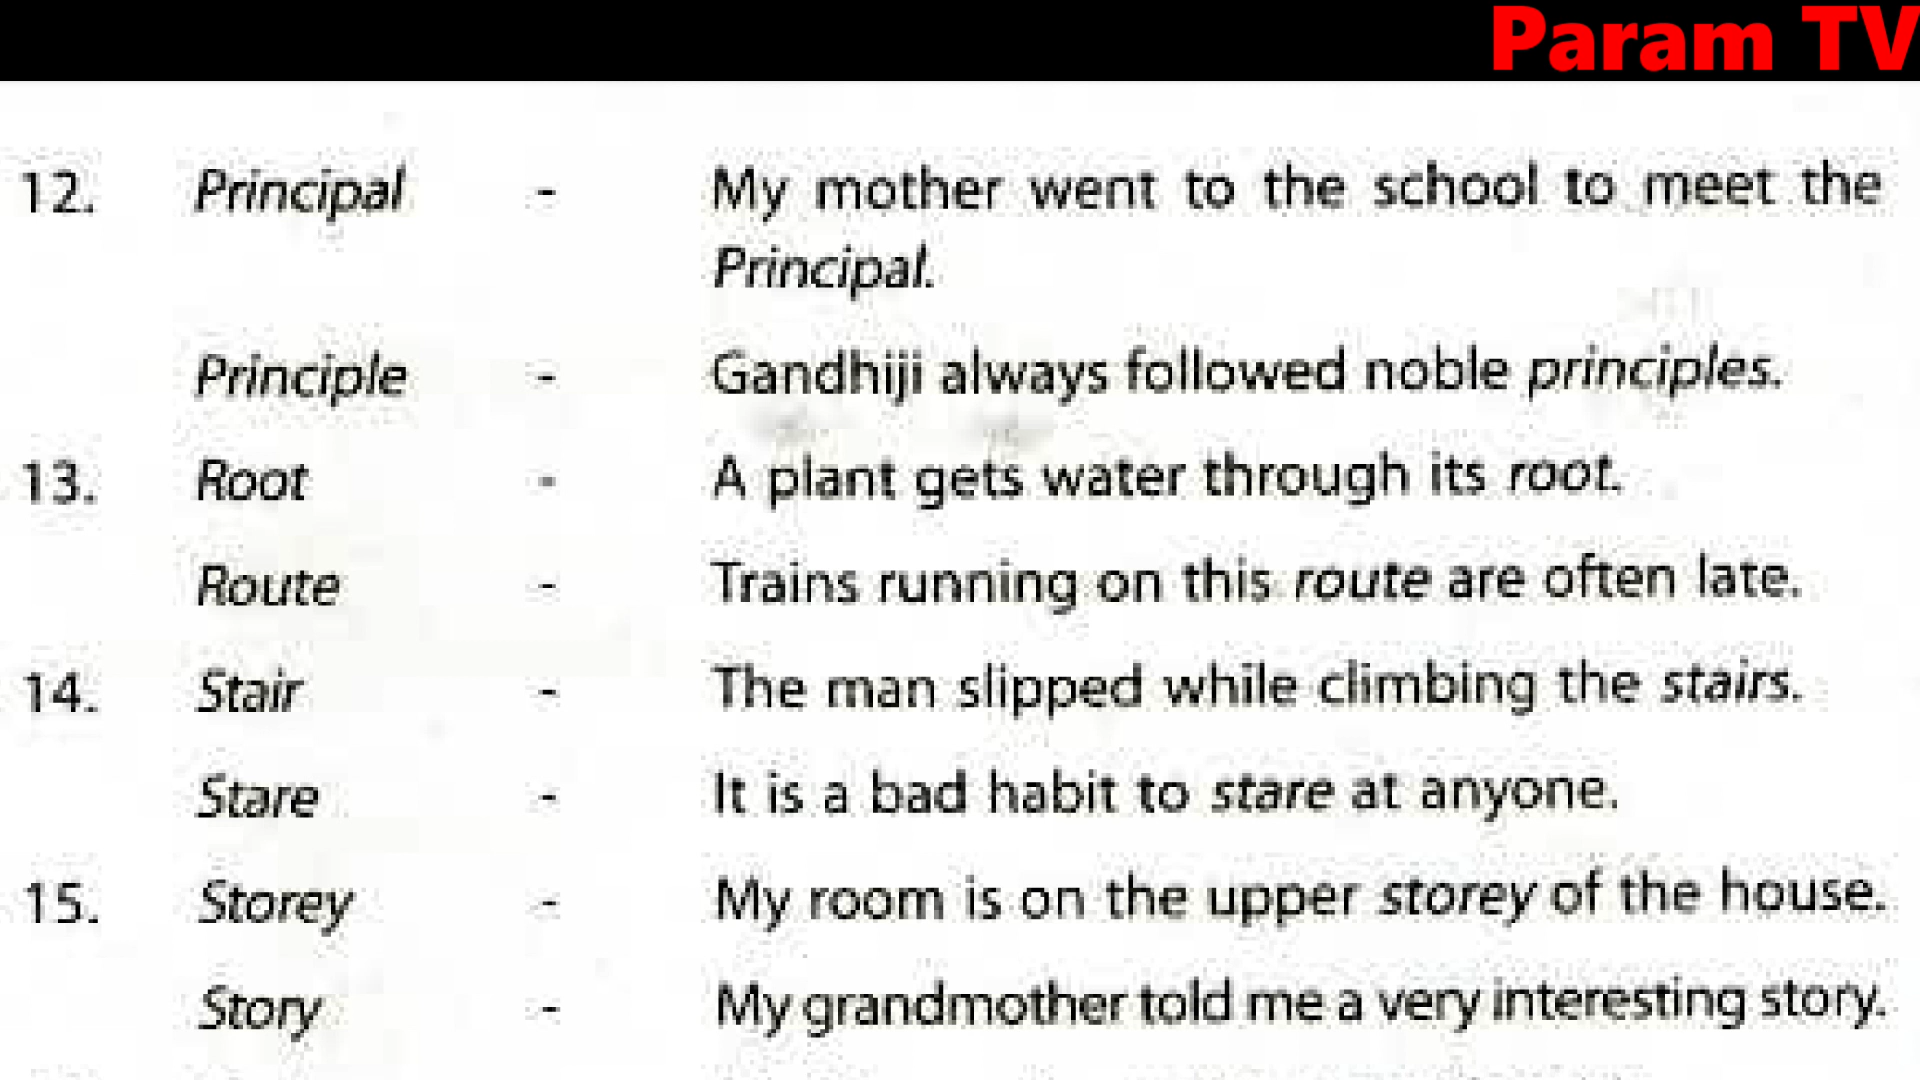 Param TV
12. Principal - My mother went to the school to meet the
Principal.
Principle - Gandhiji always followed noble principles.
13. Root - A plant gets water through its root.
Route - Trains running on this route are often late.
14. Stair - The man slipped while climbing the stairs.
Stare - It is a bad habit to stare at anyone.
15. Storey - My room is on the upper storey of the house.
Story - My grandmother told me a very interesting story.